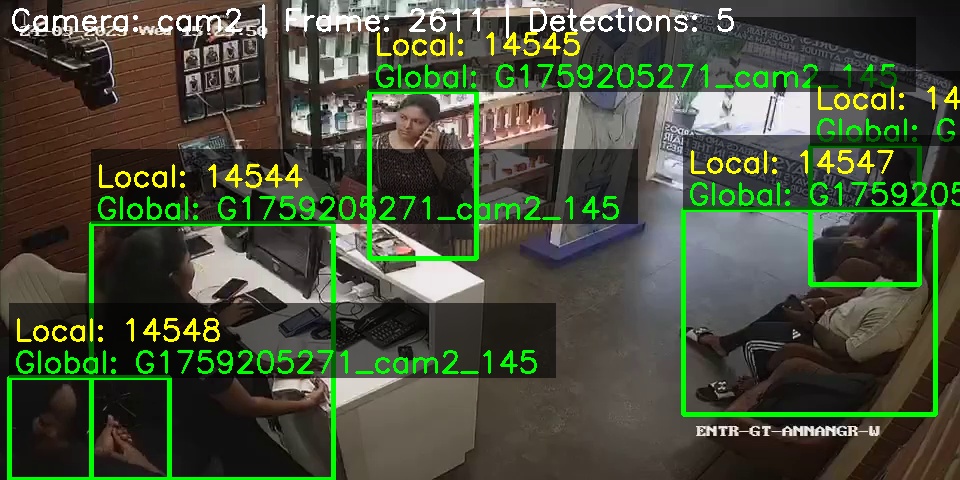 Camera: cam2 | Frame: 2611 | Detections: 5
Local: 14545
Global: G1759205271_cam2_145
Local: 14
Global: G
Local: 14547
Global: G1759205
Local: 14544
Global: G1759205271_cam2_145
Local: 14548
Global: G1759205271_cam2_145
ENTR-GT-ANNANGR-W